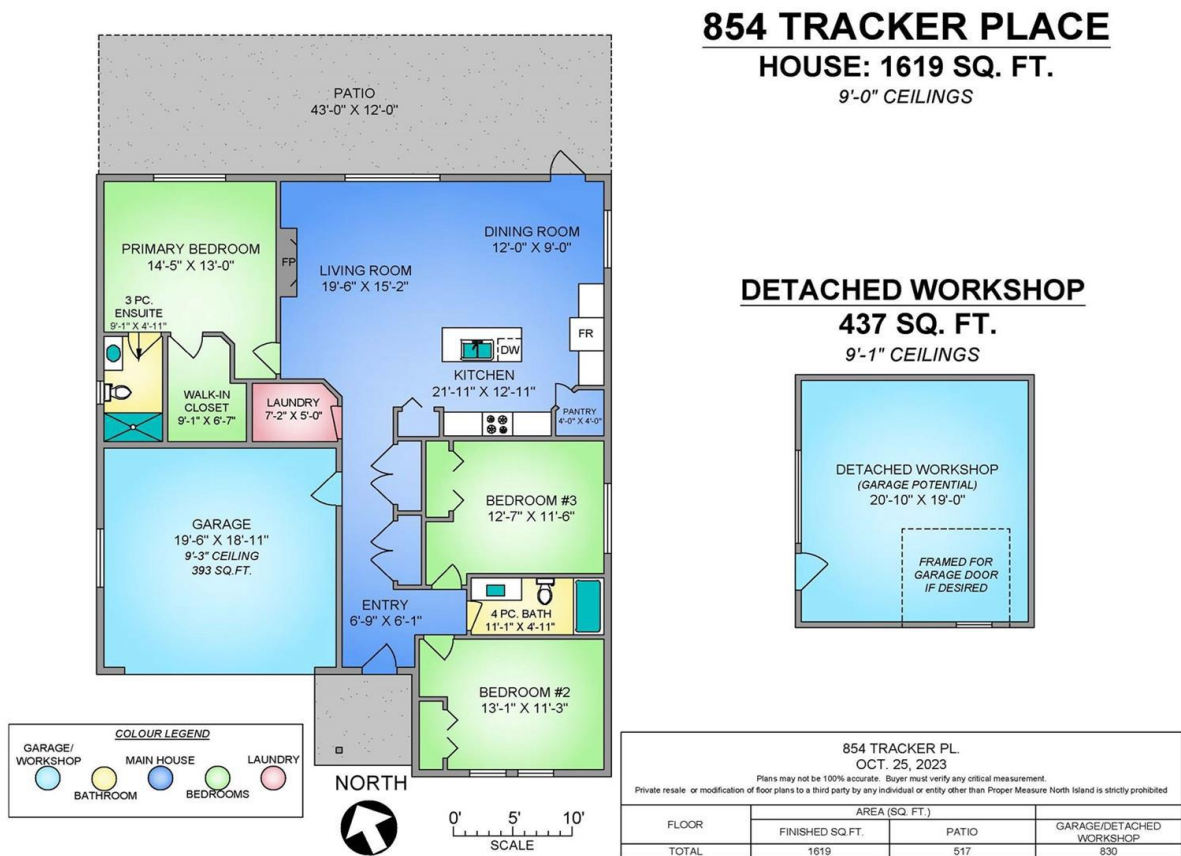 854 TRACKER PLACE
HOUSE: 1619 SQ. FT.
9'-0" CEILINGS
PATIO
43'-0" X 12'-0"
PRIMARY BEDROOM
14'-5" X 13'-0"
FP
LIVING ROOM
19'-6" X 15'-2"
DINING ROOM
12'-0" X 9'-0"
3 PC.
ENSUITE
9'-1" X 4'-11"
FR
DW
KITCHEN
21'-11" X 12'-11"
WALK-IN
CLOSET
9'-1" X 6'-7"
LAUNDRY
7'-2" X 5'-0"
PANTRY
4'-0" X 4'-0"
GARAGE
19'-6" X 18'-11"
9'-3" CEILING
393 SQ.FT.
BEDROOM #3
12'-7" X 11'-6"
ENTRY
6'-9" X 6'-1"
4 PC. BATH
11'-1" X 4'-11"
BEDROOM #2
13'-1" X 11'-3"
DETACHED WORKSHOP
437 SQ. FT.
9'-1" CEILINGS
DETACHED WORKSHOP
(GARAGE POTENTIAL)
20'-10" X 19'-0"
FRAMED FOR
GARAGE DOOR
IF DESIRED
COLOUR LEGEND
GARAGE/
WORKSHOP
BATHROOM
MAIN HOUSE
BEDROOMS
LAUNDRY
NORTH
0' 5' 10'
SCALE
854 TRACKER PL.
OCT. 25, 2023
Plans may not be 100% accurate. Buyer must verify any critical measurement.
Private resale or modification of floor plans to a third party by any individual or entity other than Proper Measure North Island is strictly prohibited
FLOOR
AREA (SQ. FT.)
FINISHED SQ.FT.
PATIO
GARAGE/DETACHED
WORKSHOP
TOTAL 1619 517 830